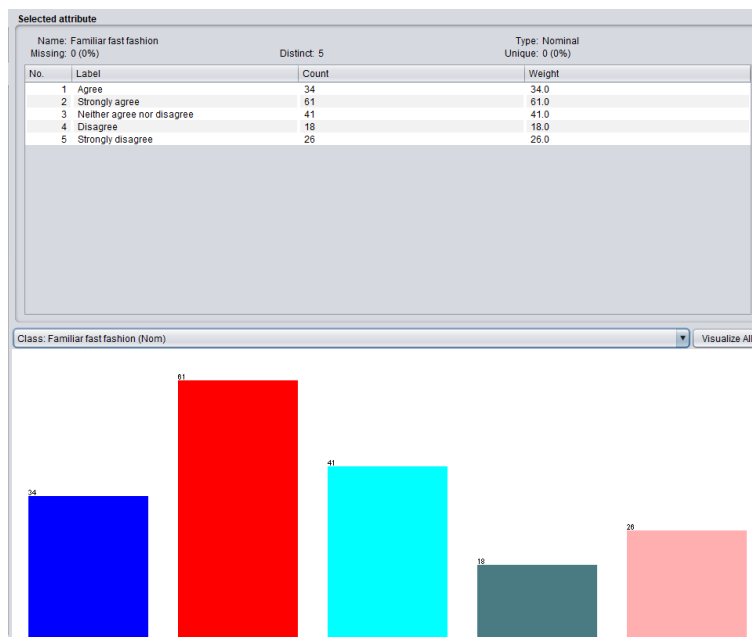 Selected attribute
Name: Familiar fast fashion Type: Nominal
Missing: 0 (0%) Distinct: 5 Unique: 0 (0%)
No. Label Count Weight
1 Agree 34 34.0
2 Strongly agree 61 61.0
3 Neither agree nor disagree 41 41.0
4 Disagree 18 18.0
5 Strongly disagree 26 26.0
Class: Familiar fast fashion (Nom) Visualize All
61
41
34
26
18